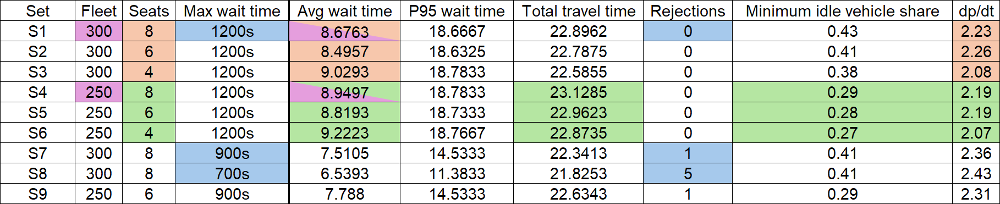 Set Fleet Seats Max wait time Avg wait time P95 wait time Total travel time Rejections Minimum idle vehicle share dp/dt
S1 300 8 1200s 8.6763 18.6667 22.8962 0 0.43 2.23
S2 300 6 1200s 8.4957 18.6325 22.7875 0 0.41 2.26
S3 300 4 1200s 9.0293 18.7833 22.5855 0 0.38 2.08
S4 250 8 1200s 8.9497 18.7833 23.1285 0 0.29 2.19
S5 250 6 1200s 8.8193 18.7333 22.9623 0 0.28 2.19
S6 250 4 1200s 9.2223 18.7667 22.8735 0 0.27 2.07
S7 300 8 900s 7.5105 14.5333 22.3413 1 0.41 2.36
S8 300 8 700s 6.5393 11.3833 21.8253 5 0.41 2.43
S9 250 6 900s 7.788 14.5333 22.6343 1 0.29 2.31